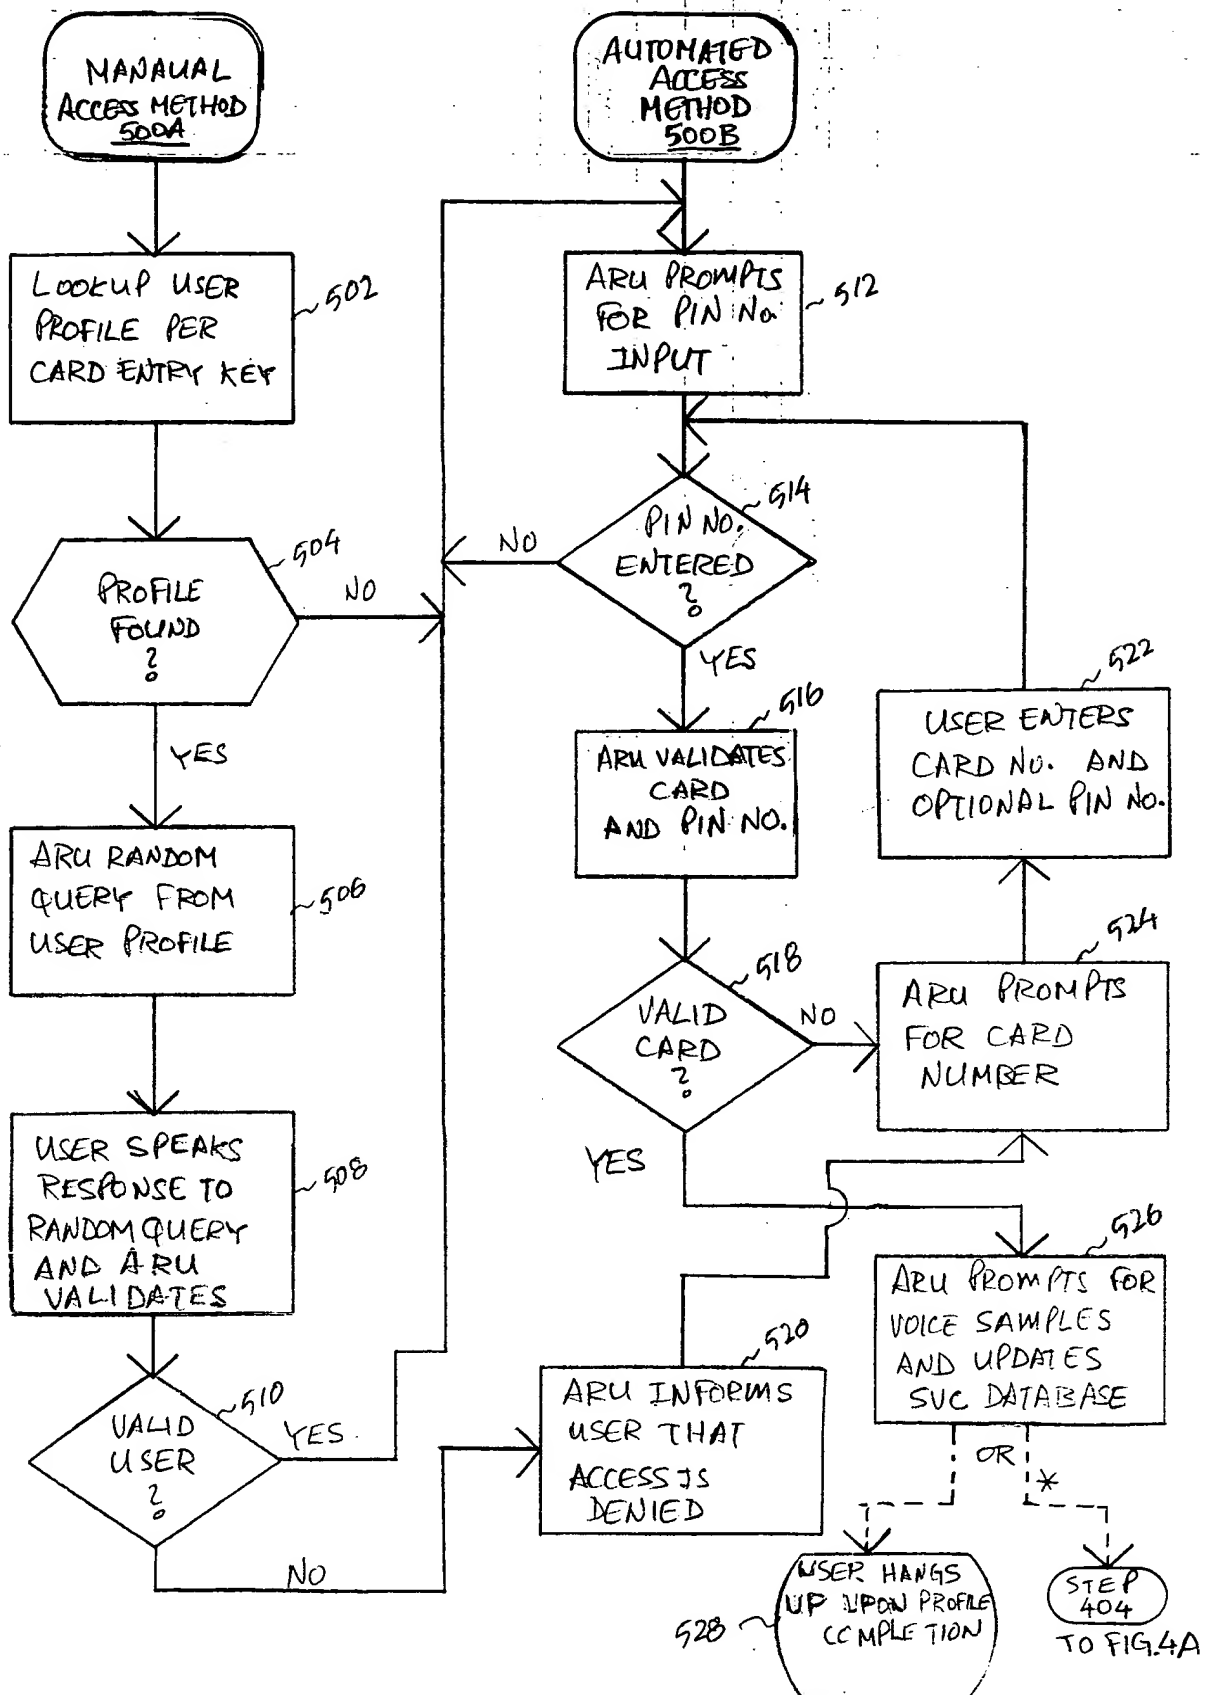 MANAUAL
ACCESS METHOD
500A
LOOKUP USER
PROFILE PER
CARD ENTRY KEY
502
PROFILE
FOUND
?
504
NO
YES
ARU RANDOM
QUERY FROM
USER PROFILE
506
USER SPEAKS
RESPONSE TO
RANDOM QUERY
AND ARU
VALIDATES
508
VALID
USER
?
510
YES
NO
AUTOMATED
ACCESS
METHOD
500B
ARU PROMPTS
FOR PIN No.
INPUT
512
PIN NO.
ENTERED
?
514
NO
YES
ARU VALIDATES
CARD
AND PIN NO.
516
VALID
CARD
?
518
NO
YES
ARU INFORMS
USER THAT
ACCESS IS
DENIED
520
USER ENTERS
CARD NO. AND
OPTIONAL PIN NO.
522
ARU PROMPTS
FOR CARD
NUMBER
524
ARU PROMPTS FOR
VOICE SAMPLES
AND UPDATES
SVC DATABASE
526
OR
*
USER HANGS
UP UPON PROFILE
COMPLETION
528
STEP
404
TO FIG.4A